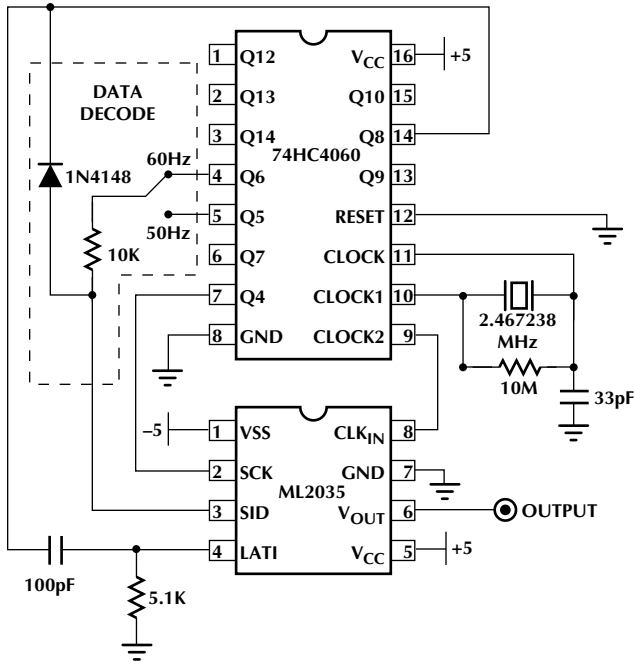 DATA
DECODE
1N4148
60Hz
50Hz
10K
1 Q12
2 Q13
3 Q14
4 Q6
5 Q5
6 Q7
7 Q4
8 GND
74HC4060
VCC 16
+5
Q10 15
Q8 14
Q9 13
RESET 12
CLOCK 11
CLOCK1 10
CLOCK2 9
2.467238
MHz
10M
33pF
–5
1 VSS
2 SCK
3 SID
4 LATI
ML2035
CLKIN 8
GND 7
VOUT 6
VCC 5
OUTPUT
+5
100pF
5.1K